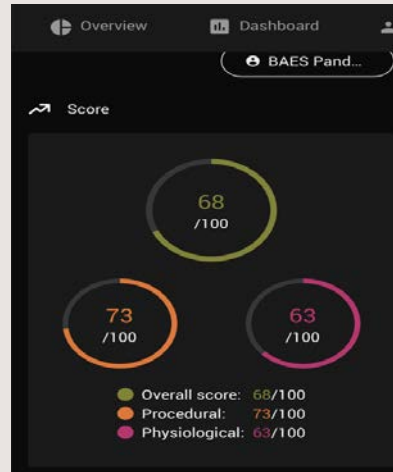 Overview Dashboard
BAES Pand...
Score
68
/100
73
/100
63
/100
Overall score: 68/100
Procedural: 73/100
Physiological: 63/100